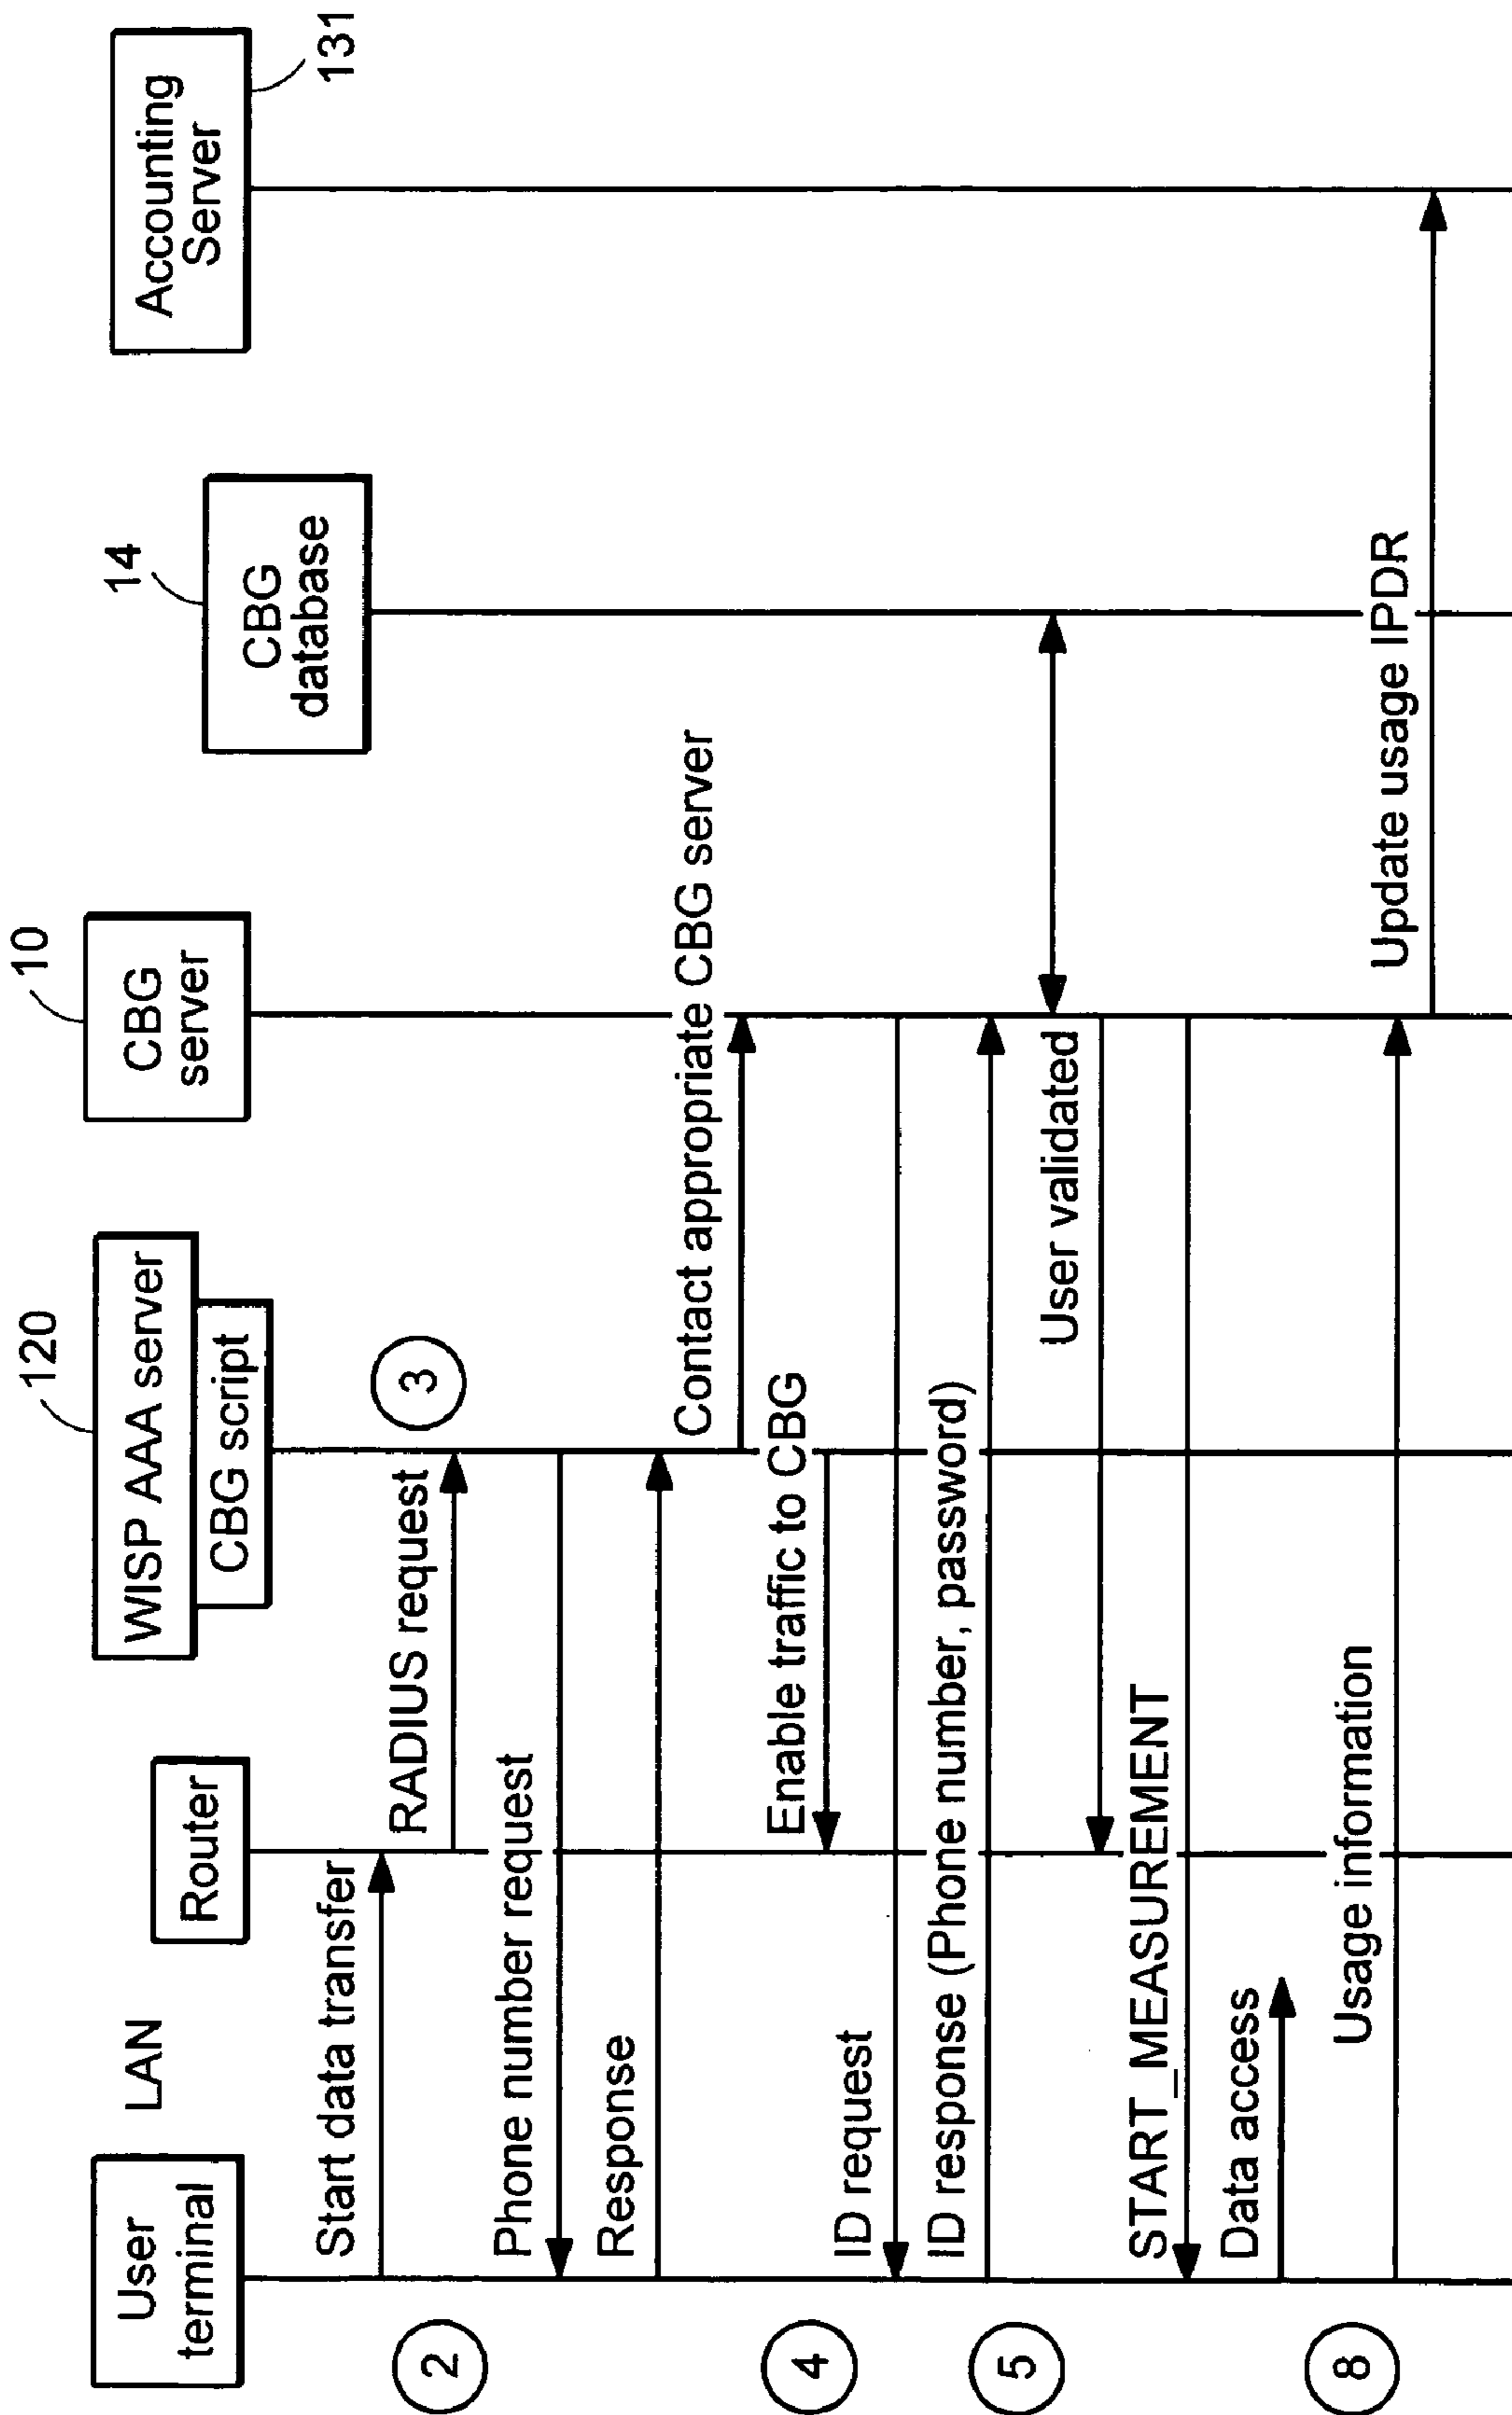 120
10
14
131
User
terminal
LAN
Router
WISP AAA server
CBG script
CBG
server
CBG
database
Accounting
Server
2
Start data transfer
3
RADIUS request
Phone number request
Response
Contact appropriate CBG server
4
Enable traffic to CBG
ID request
5
ID response (Phone number, password)
User validated
START_MEASUREMENT
Data access
8
Usage information
Update usage IPDR